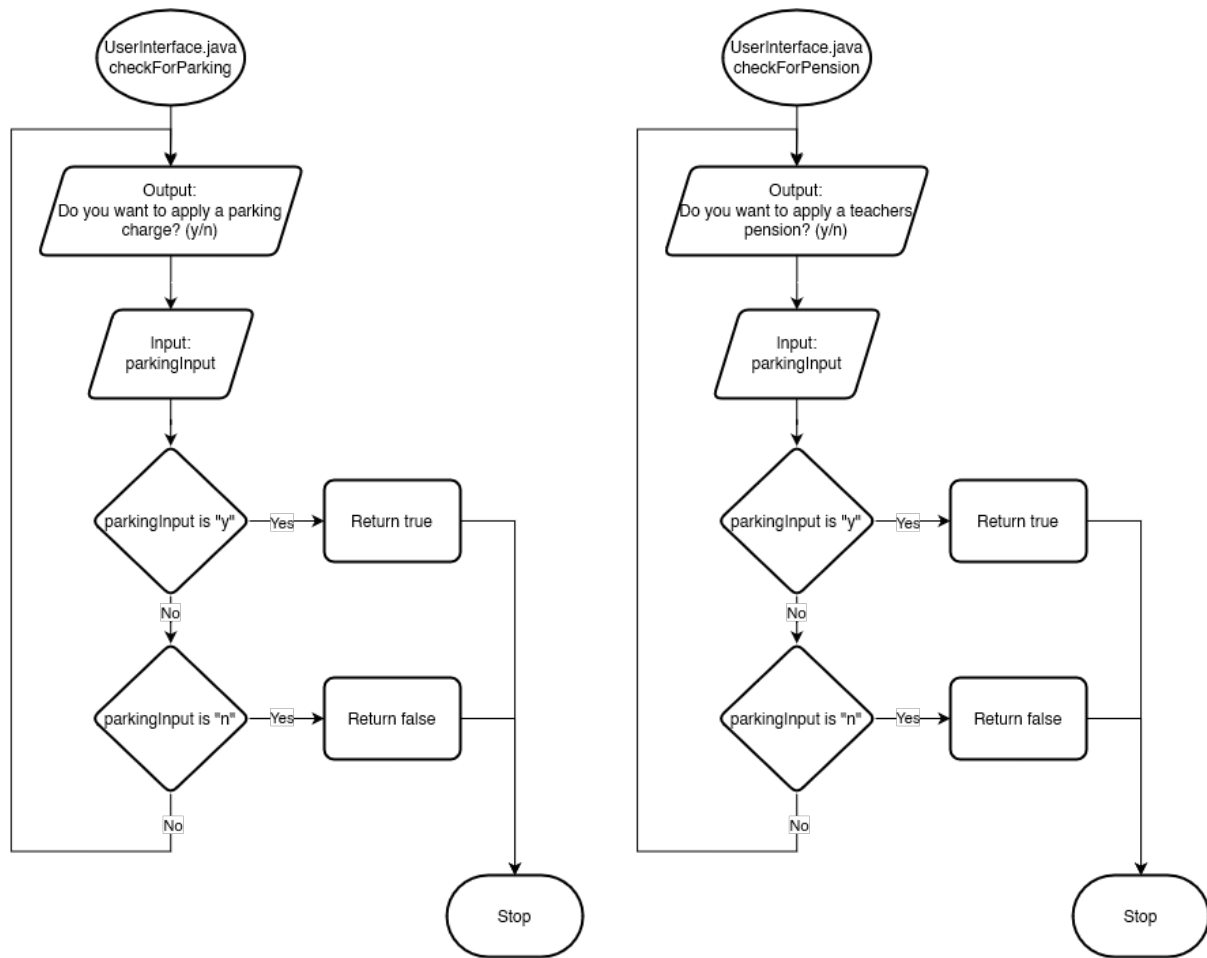 UserInterface.java
checkForParking
Output:
Do you want to apply a parking
charge? (y/n)
Input:
parkingInput
parkingInput is "y"
Yes
Return true
No
parkingInput is "n"
Yes
Return false
No
Stop
UserInterface.java
checkForPension
Output:
Do you want to apply a teachers
pension? (y/n)
Input:
parkingInput
parkingInput is "y"
Yes
Return true
No
parkingInput is "n"
Yes
Return false
No
Stop